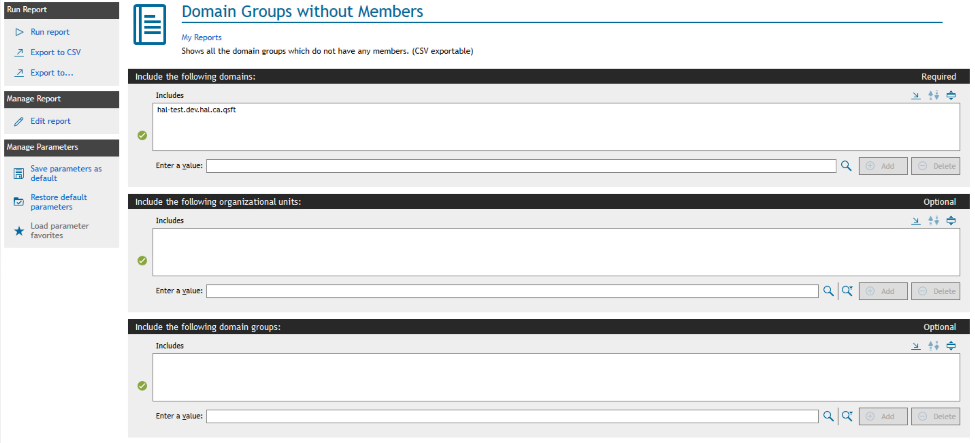 Run Report
Run report
Export to CSV
Export to...
Manage Report
Edit report
Manage Parameters
Save parameters as
default
Restore default
parameters
Load parameter
favorites
Domain Groups without Members
My Reports
Shows all the domain groups which do not have any members. (CSV exportable)
Include the following domains: Required
Includes
hal-test.dev.hal.ca.qsft
Enter a value: Add Delete
Include the following organizational units: Optional
Includes
Enter a value: Add Delete
Include the following domain groups: Optional
Includes
Enter a value: Add Delete